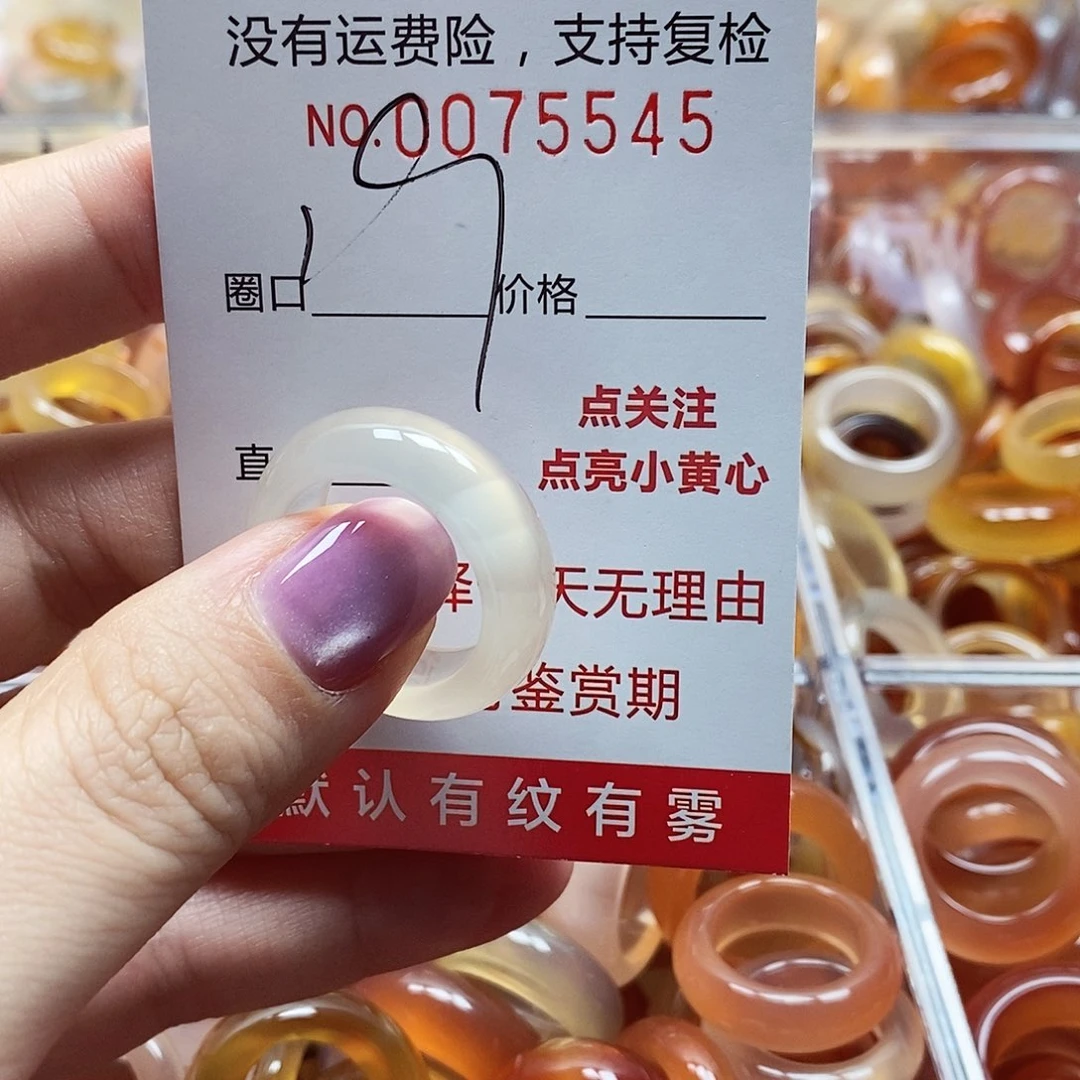 没有运费险，支持复检
NO.0075545
圈口 价格
直
点关注
点亮小黄心
天无理由
鉴赏期
默认有纹有雾